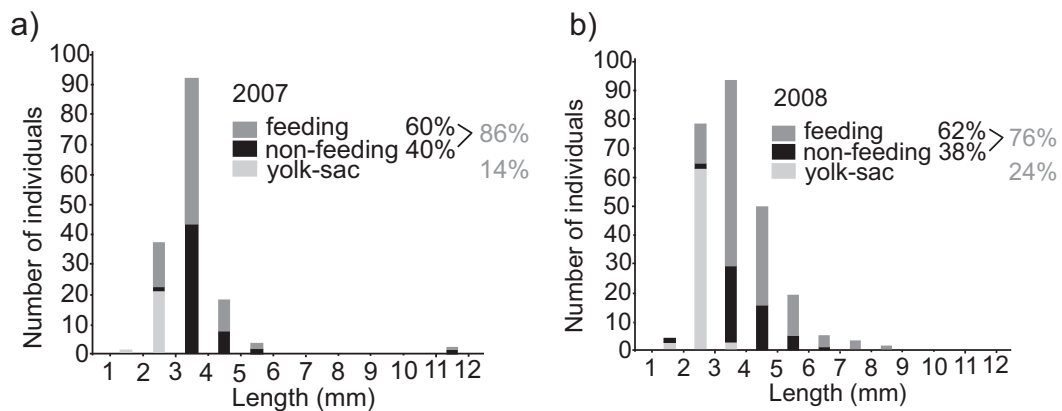 a)
100
90
80
70
60
50
40
30
20
10
0
Number of individuals
2007
feeding 60%
non-feeding 40%
86%
yolk-sac 14%
1 2 3 4 5 6 7 8 9 10 11 12
Length (mm)
b)
100
90
80
70
60
50
40
30
20
10
0
Number of individuals
2008
feeding 62%
non-feeding 38%
76%
yolk-sac 24%
1 2 3 4 5 6 7 8 9 10 11 12
Length (mm)